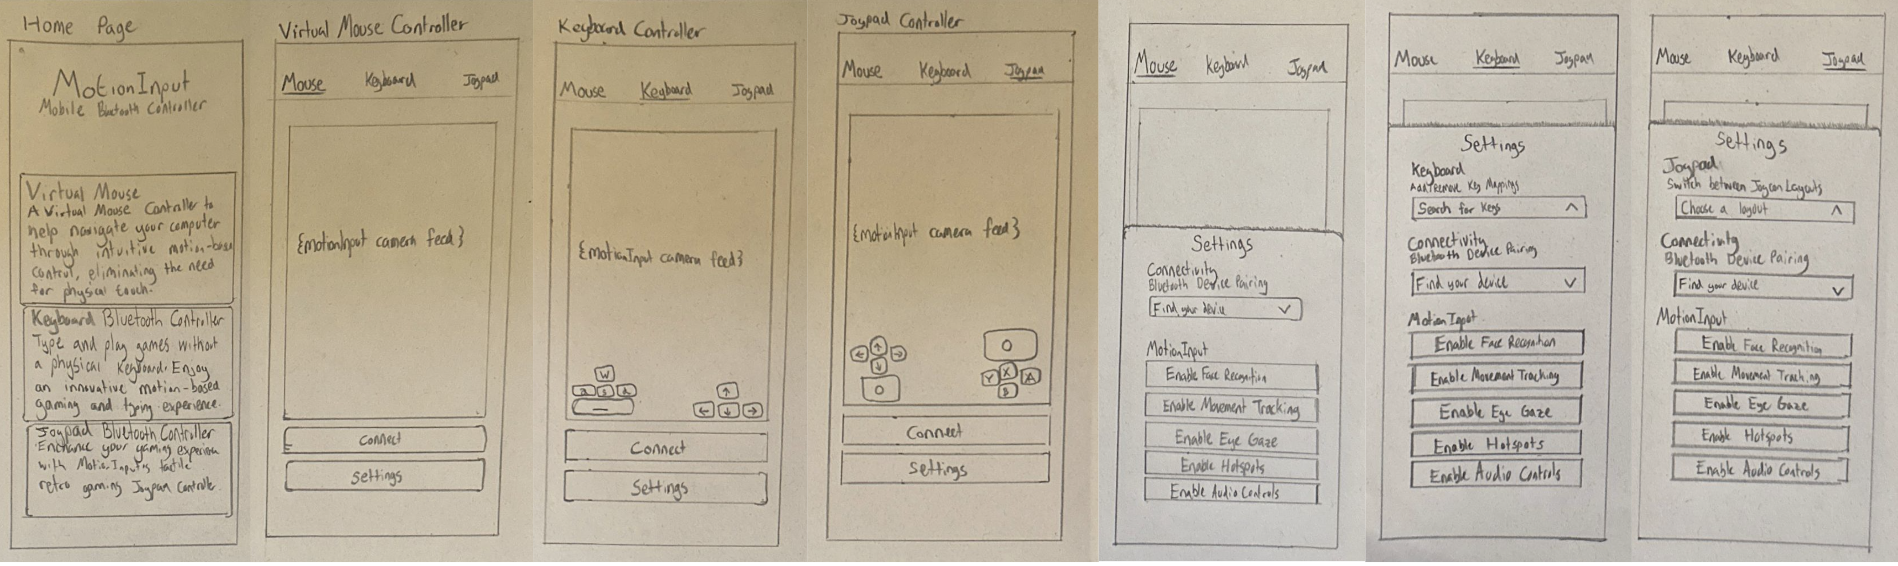 Home Page
MotionInput
Mobile Bluetooth Controller
Virtual Mouse
A Virtual Mouse Controller to
help navigate your computer
through intuitive motion-based
control, eliminating the need
for physical touch.
Keyboard Bluetooth Controller
Type and play games without
a physical keyboard. Enjoy
an innovative motion-based
gaming and typing experience.
Joypad Bluetooth Controller
Enchance your gaming experience
with MotionInput's tactile
retro gaming Joypad Controller.
Virtual Mouse Controller
Mouse Keyboard Joypad
{motionInput camera feed}
Connect
Settings
Keyboard Controller
Mouse Keyboard Joypad
{MotionInput camera feed}
W
A S D
↑
← ↓ →
Connect
Settings
Joypad Controller
Mouse Keyboard Joypad
{MotionInput camera feed}
↑
← →
↓
X
Y A
B
Connect
Settings
Mouse Keyboard Joypad
Settings
Connectivity
Bluetooth Device Pairing
Find your device
MotionInput
Enable Face Recognition
Enable Movement Tracking
Enable Eye Gaze
Enable Hotspots
Enable Audio Controls
Mouse Keyboard Joypad
Settings
Keyboard
Add/Remove Key Mappings
Search for Keys
Connectivity
Bluetooth Device Pairing
Find your device
MotionInput
Enable Face Recognition
Enable Movement Tracking
Enable Eye Gaze
Enable Hotspots
Enable Audio Controls
Mouse Keyboard Joypad
Settings
Joypad
Switch between Joycon Layouts
Choose a layout
Connectivity
Bluetooth Device Pairing
Find your device
MotionInput
Enable Face Recognition
Enable Movement Tracking
Enable Eye Gaze
Enable Hotspots
Enable Audio Controls